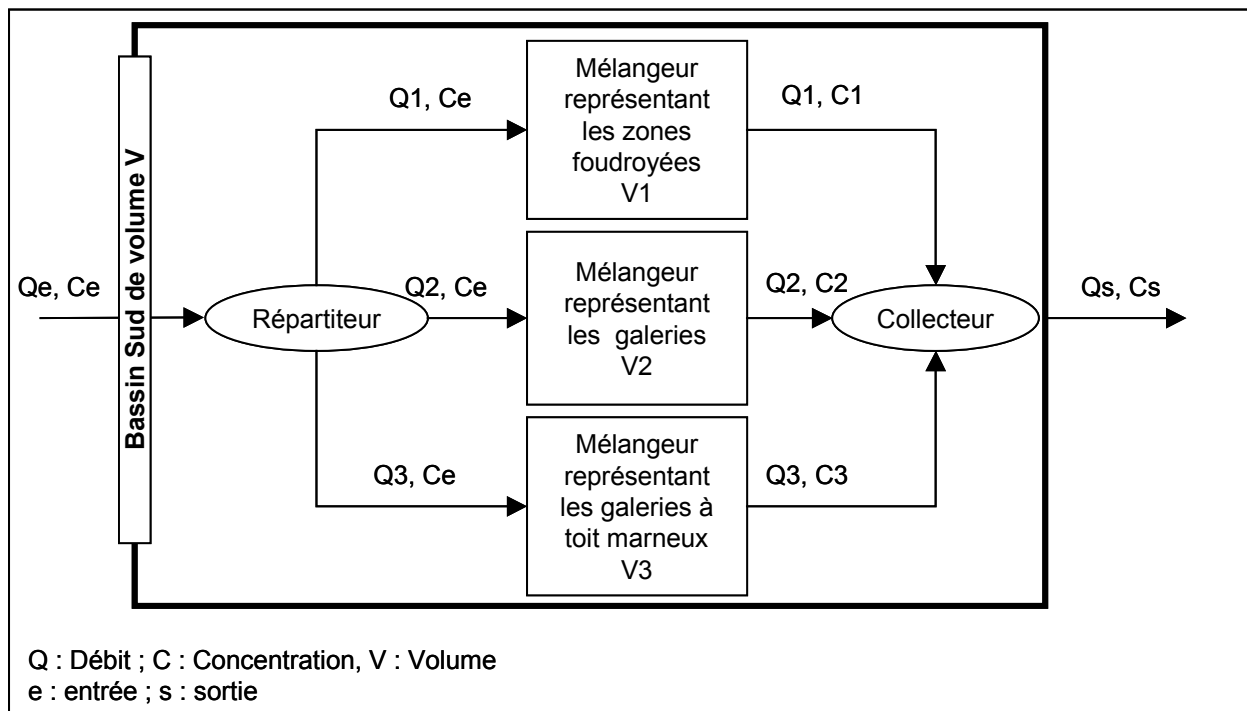 Mélangeur
représentant
les zones
foudroyées
V1
Q1, Ce
Q1, C1
Bassin Sud de volume V
Qe, Ce
Répartiteur
Q2, Ce
Mélangeur
représentant
les galeries
V2
Q2, C2
Collecteur
Qs, Cs
Q3, Ce
Mélangeur
représentant
les galeries à
toit marneux
V3
Q3, C3
Q : Débit ; C : Concentration, V : Volume
e : entrée ; s : sortie